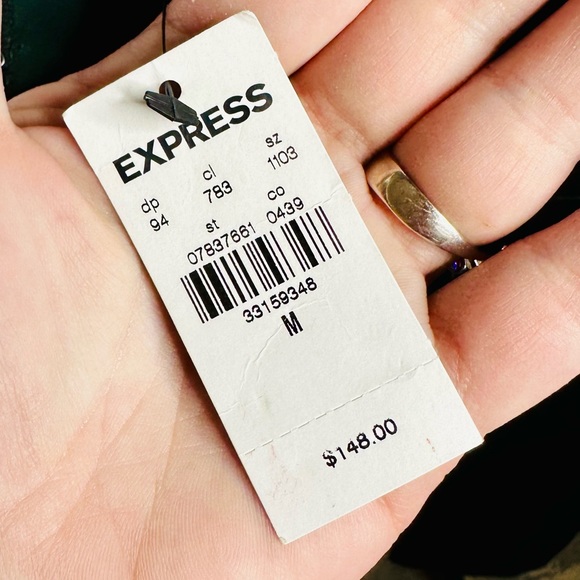 EXPRESS
dp cl sz
94 783 1103
st co
07837661 0439
33159348
M
$148.00